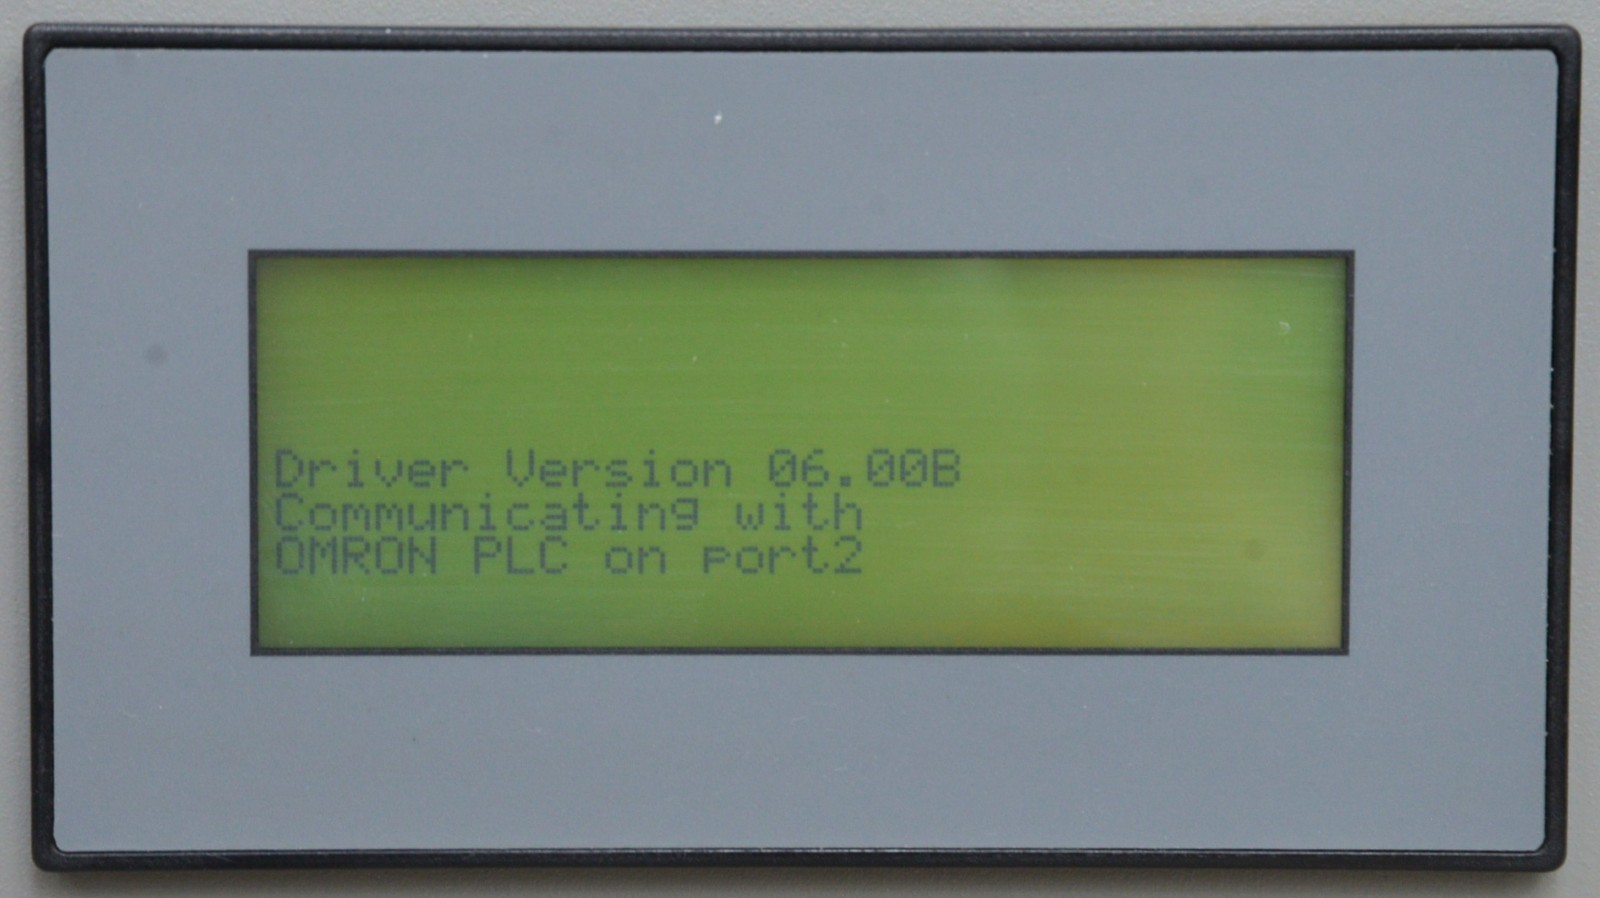 Driver Version 06.00B
Communicating with
OMRON PLC on port2